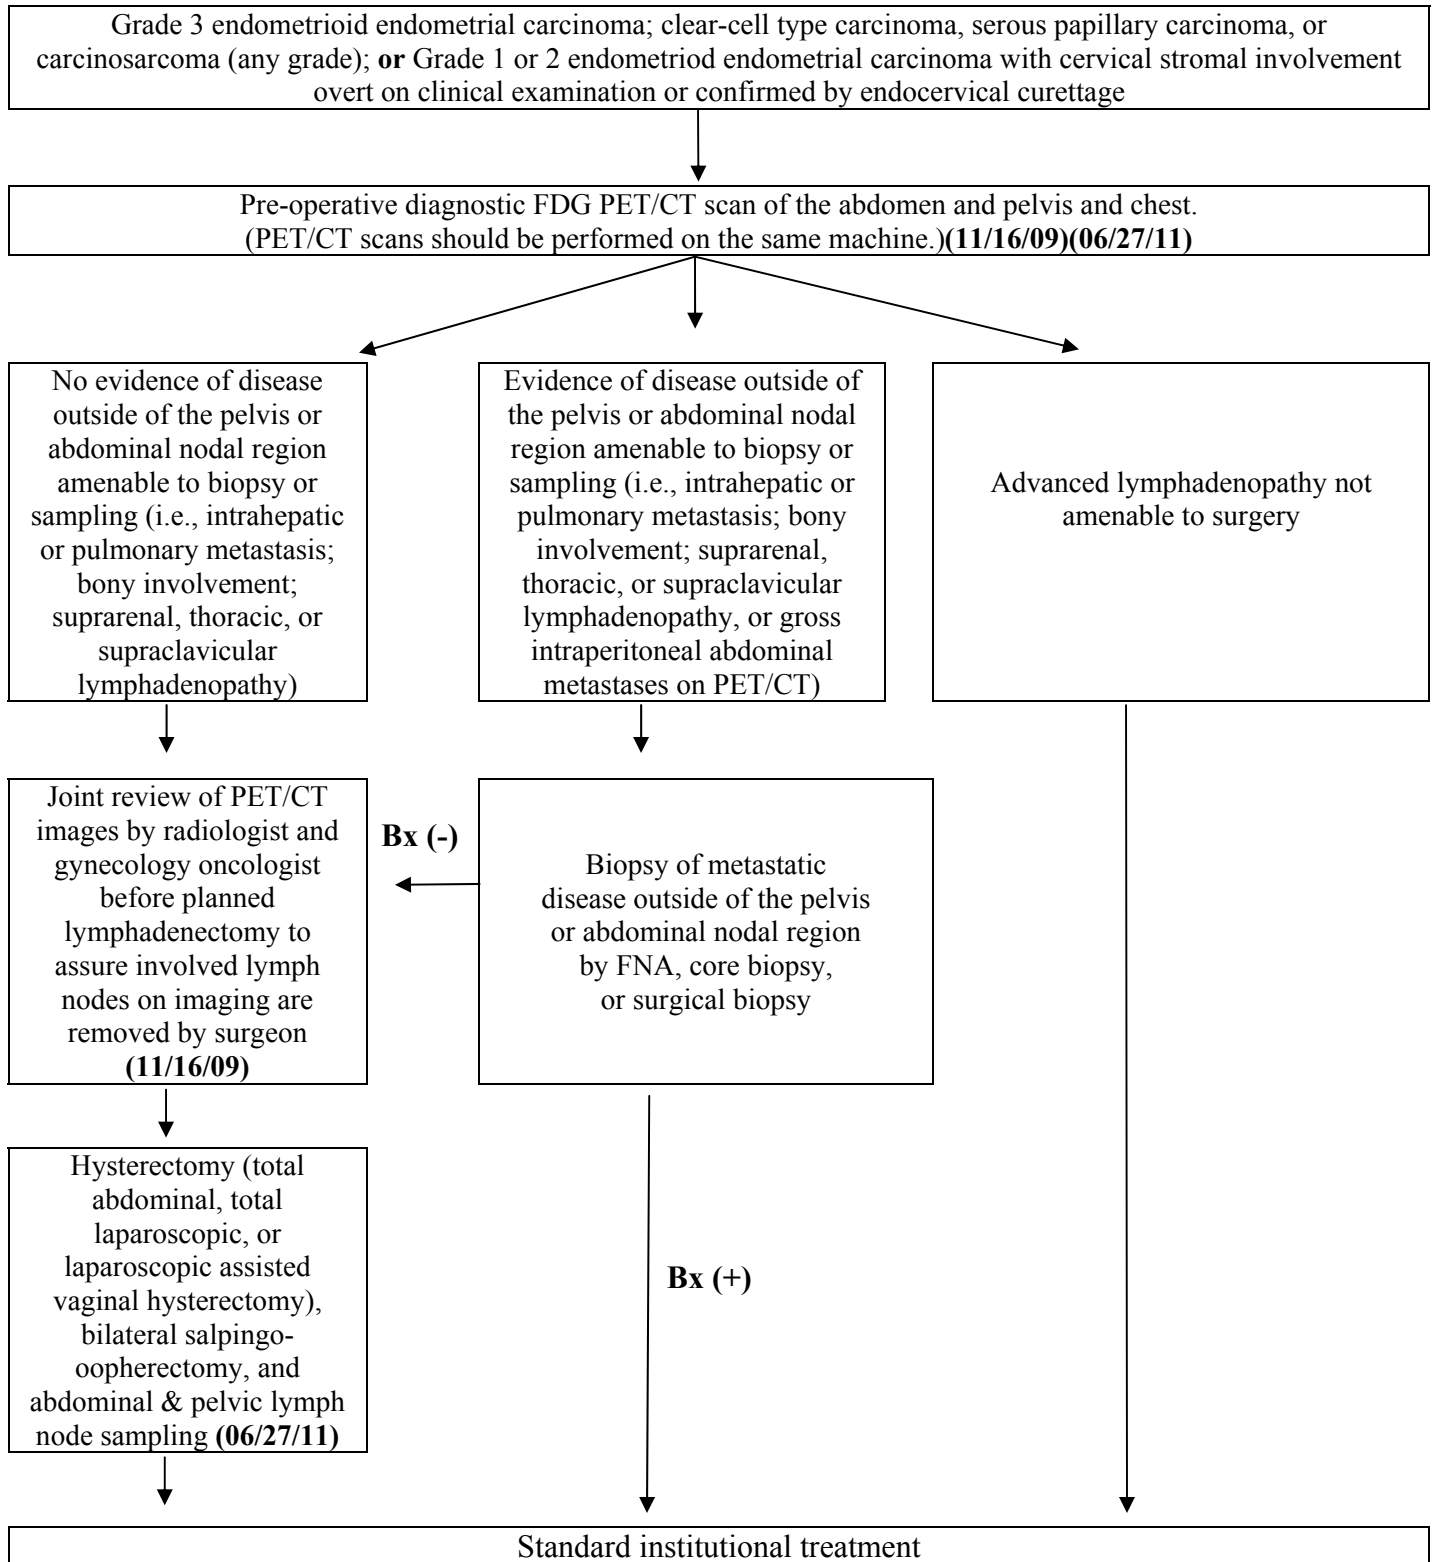 Grade 3 endometrioid endometrial carcinoma; clear-cell type carcinoma, serous papillary carcinoma, or
carcinosarcoma (any grade); or Grade 1 or 2 endometriod endometrial carcinoma with cervical stromal involvement
overt on clinical examination or confirmed by endocervical curettage
Pre-operative diagnostic FDG PET/CT scan of the abdomen and pelvis and chest.
(PET/CT scans should be performed on the same machine.)(11/16/09)(06/27/11)
No evidence of disease
outside of the pelvis or
abdominal nodal region
amenable to biopsy or
sampling (i.e., intrahepatic
or pulmonary metastasis;
bony involvement;
suprarenal, thoracic, or
supraclavicular
lymphadenopathy)
Evidence of disease outside of
the pelvis or abdominal nodal
region amenable to biopsy or
sampling (i.e., intrahepatic or
pulmonary metastasis; bony
involvement; suprarenal,
thoracic, or supraclavicular
lymphadenopathy, or gross
intraperitoneal abdominal
metastases on PET/CT)
Advanced lymphadenopathy not
amenable to surgery
Joint review of PET/CT
images by radiologist and
gynecology oncologist
before planned
lymphadenectomy to
assure involved lymph
nodes on imaging are
removed by surgeon
(11/16/09)
Bx (-)
Biopsy of metastatic
disease outside of the pelvis
or abdominal nodal region
by FNA, core biopsy,
or surgical biopsy
Hysterectomy (total
abdominal, total
laparoscopic, or
laparoscopic assisted
vaginal hysterectomy),
bilateral salpingo-
oopherectomy, and
abdominal & pelvic lymph
node sampling (06/27/11)
Bx (+)
Standard institutional treatment